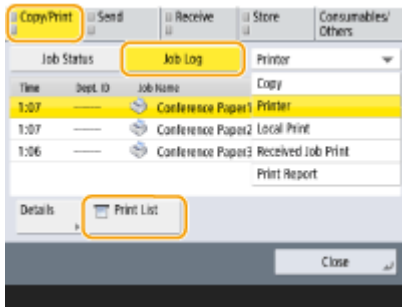 Copy/Print Send Receive Store Consumables/
Others
Job Status Job Log Printer
Time Dept. ID Job Name Copy
1:07 Conference Paper1 Printer
1:07 Conference Paper2 Local Print
1:06 Conference Paper3 Received Job Print
Print Report
Details Print List
Close